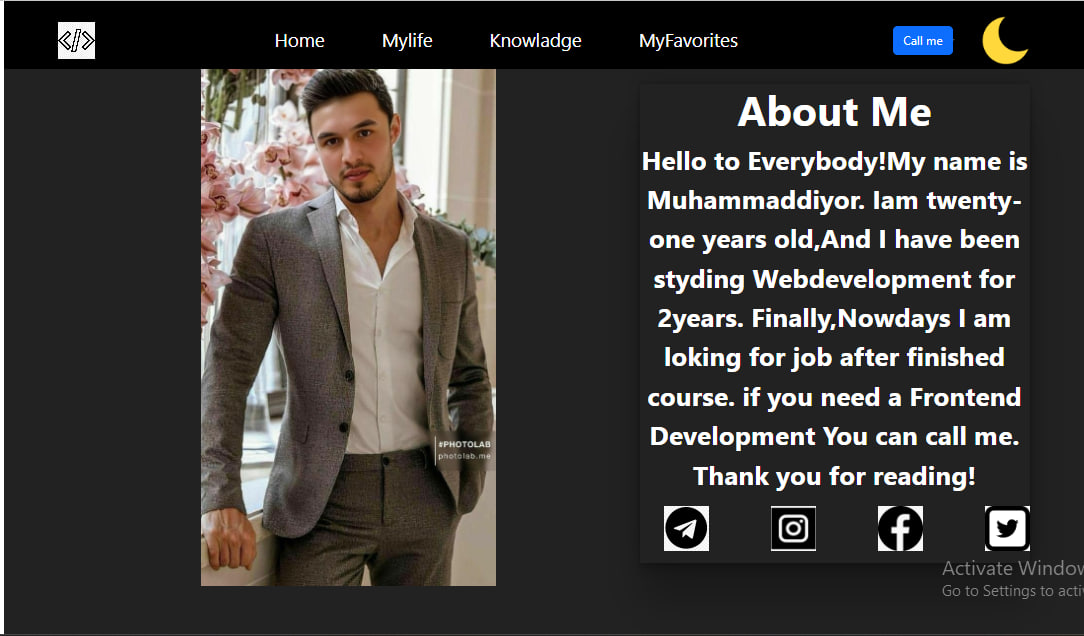 </>
Home Mylife Knowladge MyFavorites Call me
About Me
Hello to Everybody!My name is
Muhammaddiyor. Iam twenty-
one years old,And I have been
styding Webdevelopment for
2years. Finally,Nowdays I am
loking for job after finished
course. if you need a Frontend
Development You can call me.
Thank you for reading!
#PHOTOLAB
photolab.me
Activate Window
Go to Settings to activ